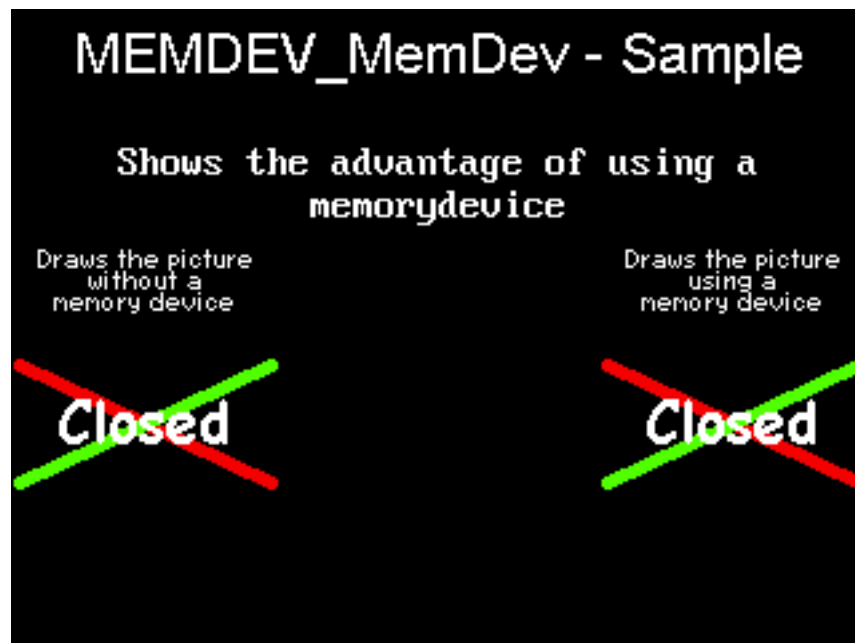 MEMDEV_MemDev - Sample
Shows the advantage of using a
memorydevice
Draws the picture
without a
memory device
Draws the picture
using a
memory device
Closed
Closed